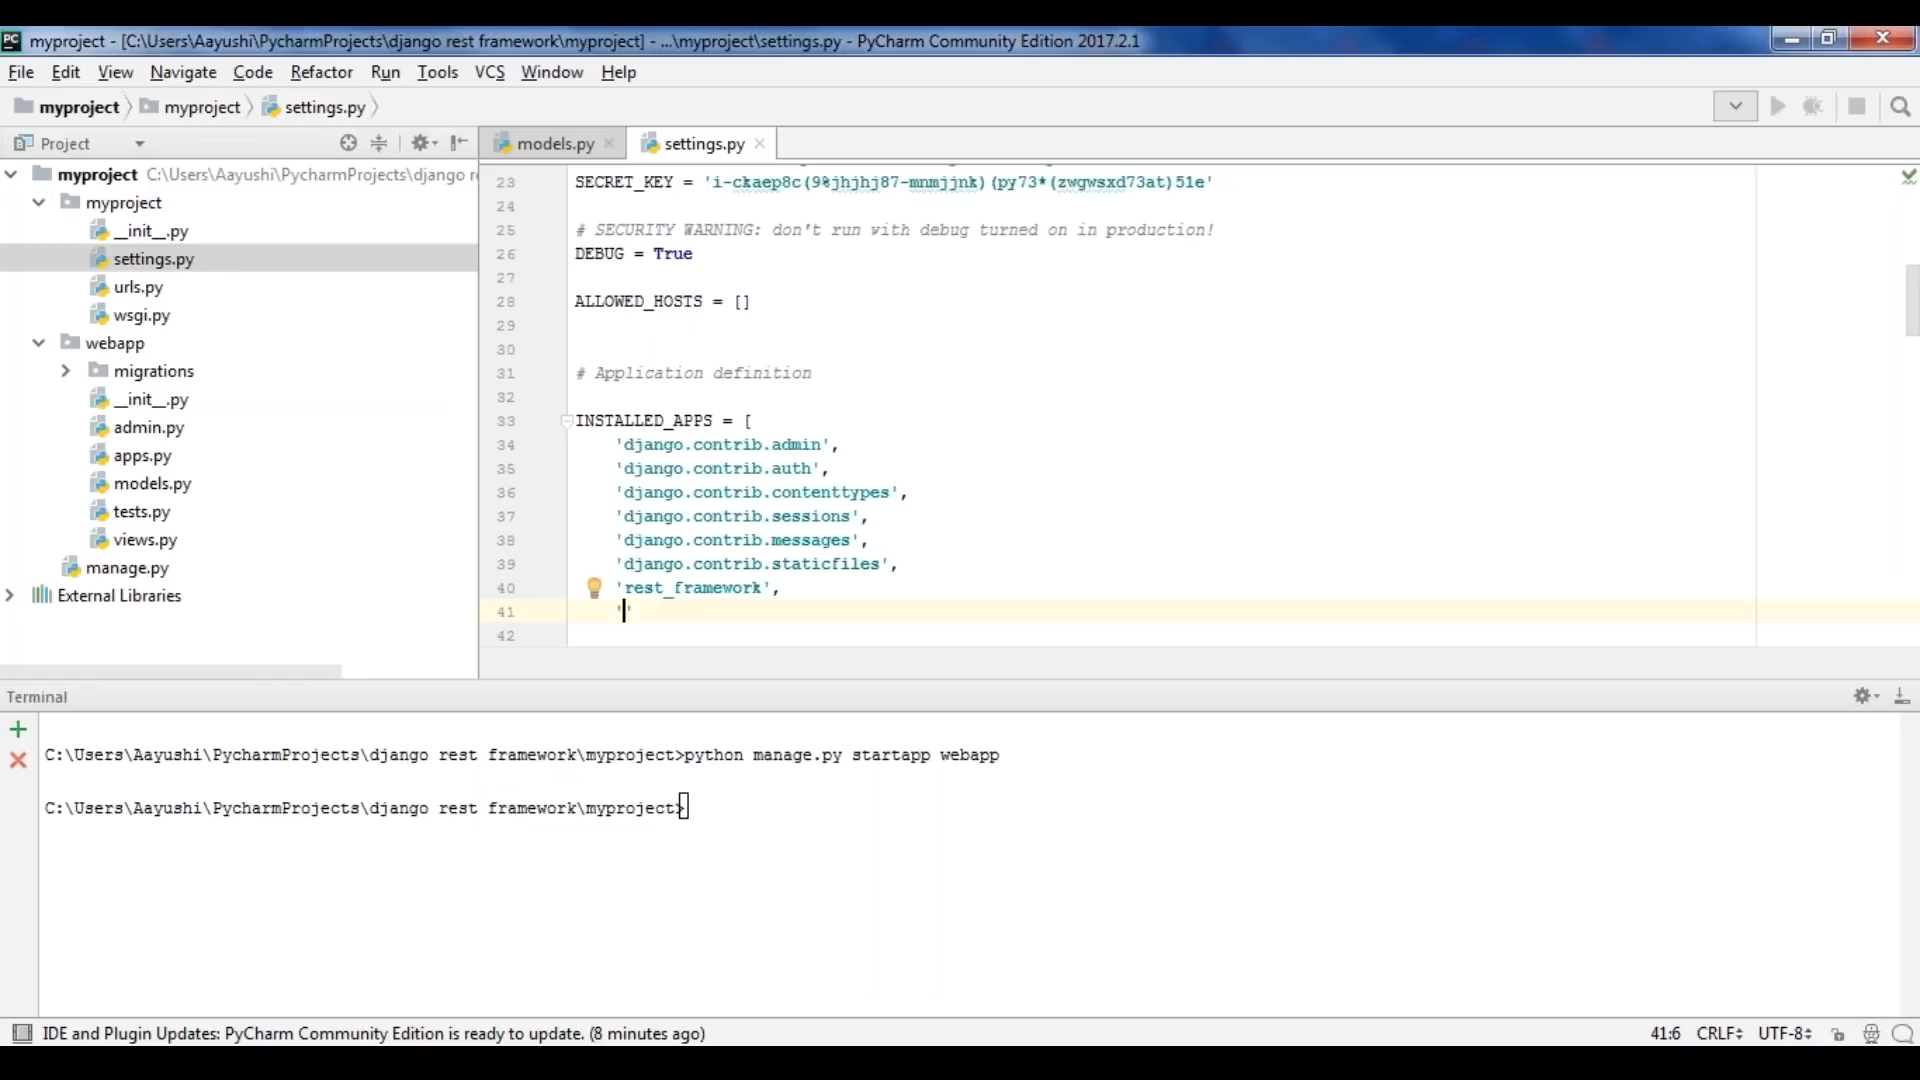 myproject - [C:\Users\Aayushi\PycharmProjects\django rest framework\myproject] - ...\myproject\settings.py - PyCharm Community Edition 2017.2.1
File Edit View Navigate Code Refactor Run Tools VCS Window Help
myproject myproject settings.py
Project models.py settings.py
myproject C:\Users\Aayushi\PycharmProjects\django r
myproject
__init__.py
settings.py
urls.py
wsgi.py
webapp
migrations
__init__.py
admin.py
apps.py
models.py
tests.py
views.py
manage.py
External Libraries
23 SECRET_KEY = 'i-ckaep8c(9%jhjhj87-mnmjjnk)(py73*(zwgwsxd73at)51e'
24
25 # SECURITY WARNING: don't run with debug turned on in production!
26 DEBUG = True
27
28 ALLOWED_HOSTS = []
29
30
31 # Application definition
32
33 INSTALLED_APPS = [
34 'django.contrib.admin',
35 'django.contrib.auth',
36 'django.contrib.contenttypes',
37 'django.contrib.sessions',
38 'django.contrib.messages',
39 'django.contrib.staticfiles',
40 'rest_framework',
41 ''
42
Terminal
C:\Users\Aayushi\PycharmProjects\django rest framework\myproject>python manage.py startapp webapp
C:\Users\Aayushi\PycharmProjects\django rest framework\myproject>
IDE and Plugin Updates: PyCharm Community Edition is ready to update. (8 minutes ago) 41:6 CRLF UTF-8